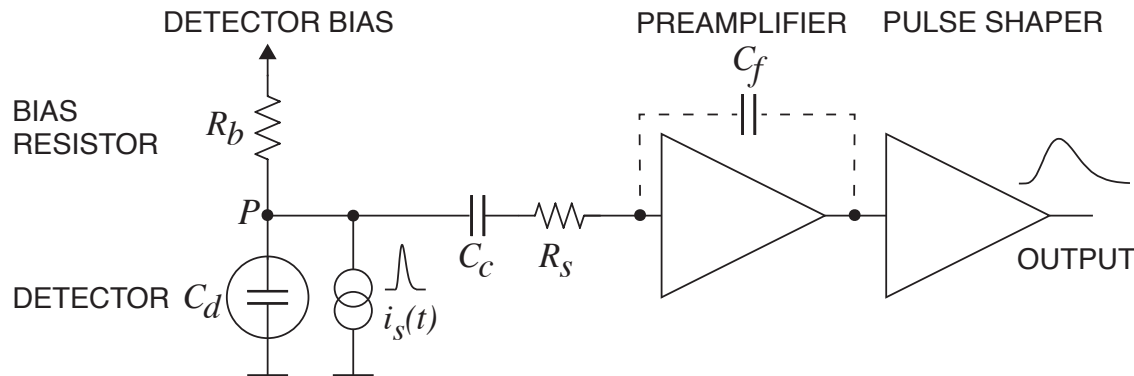 DETECTOR BIAS
PREAMPLIFIER
PULSE SHAPER
C_f
BIAS
RESISTOR
R_b
P
C_c
R_s
OUTPUT
DETECTOR
C_d
i_s(t)